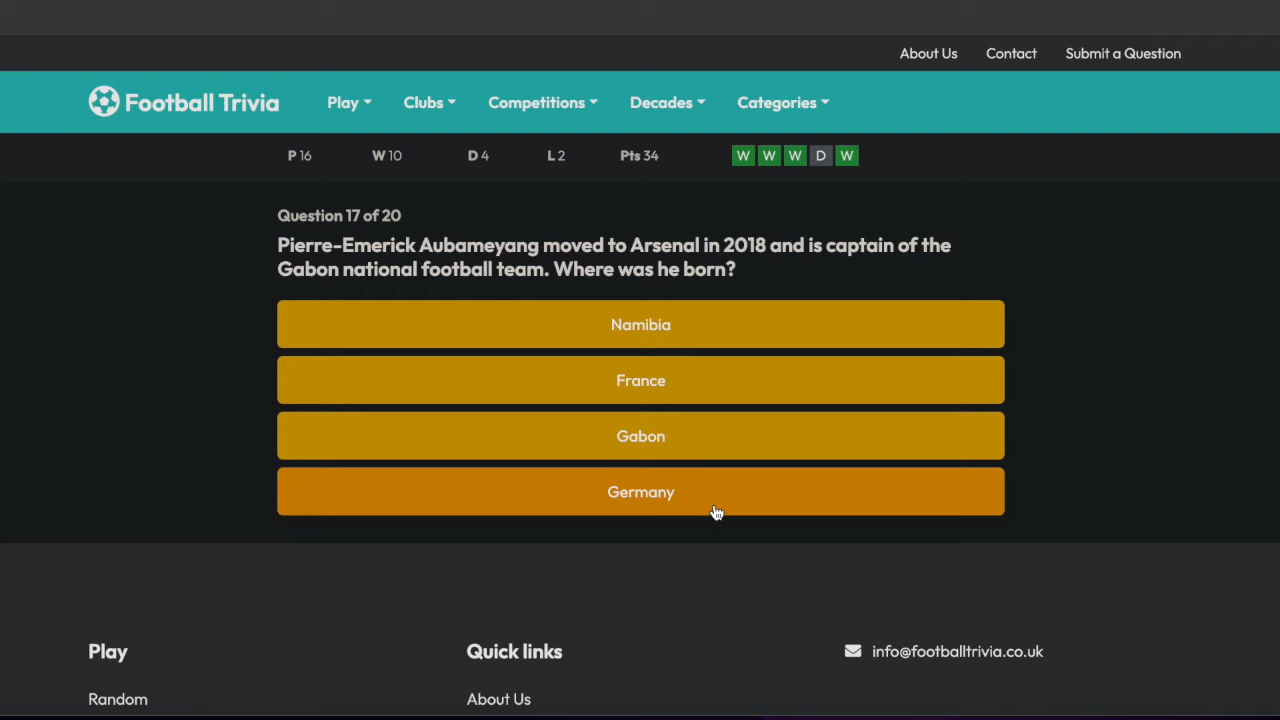 About Us Contact Submit a Question
Football Trivia Play Clubs Competitions Decades Categories
P 16 W 10 D 4 L 2 Pts 34 W W W D W
Question 17 of 20
Pierre-Emerick Aubameyang moved to Arsenal in 2018 and is captain of the
Gabon national football team. Where was he born?
Namibia
France
Gabon
Germany
Play Quick links info@footballtrivia.co.uk
Random About Us